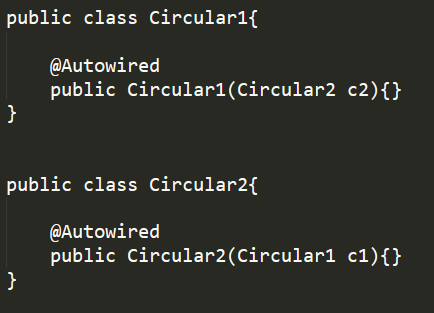 public class Circular1{
@Autowired
public Circular1(Circular2 c2){}
}
public class Circular2{
@Autowired
public Circular2(Circular1 c1){}
}